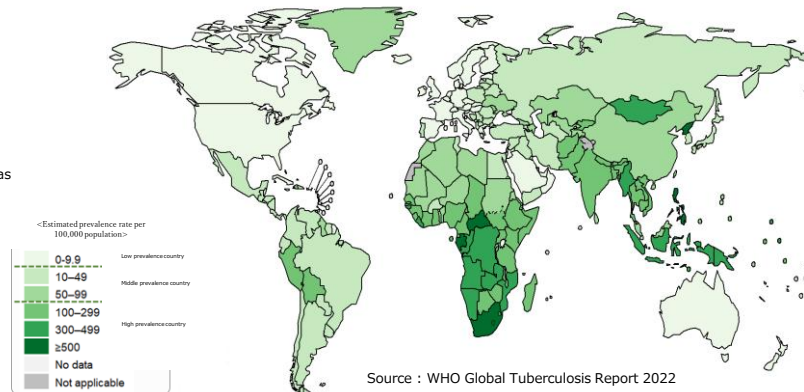 as
<Estimated prevalence rate per
100,000 population>
0-9.9 Low prevalence country
10–49
Middle prevalence country
50–99
100–299
300–499 High prevalence country
≥500
No data
Not applicable
Source : WHO Global Tuberculosis Report 2022